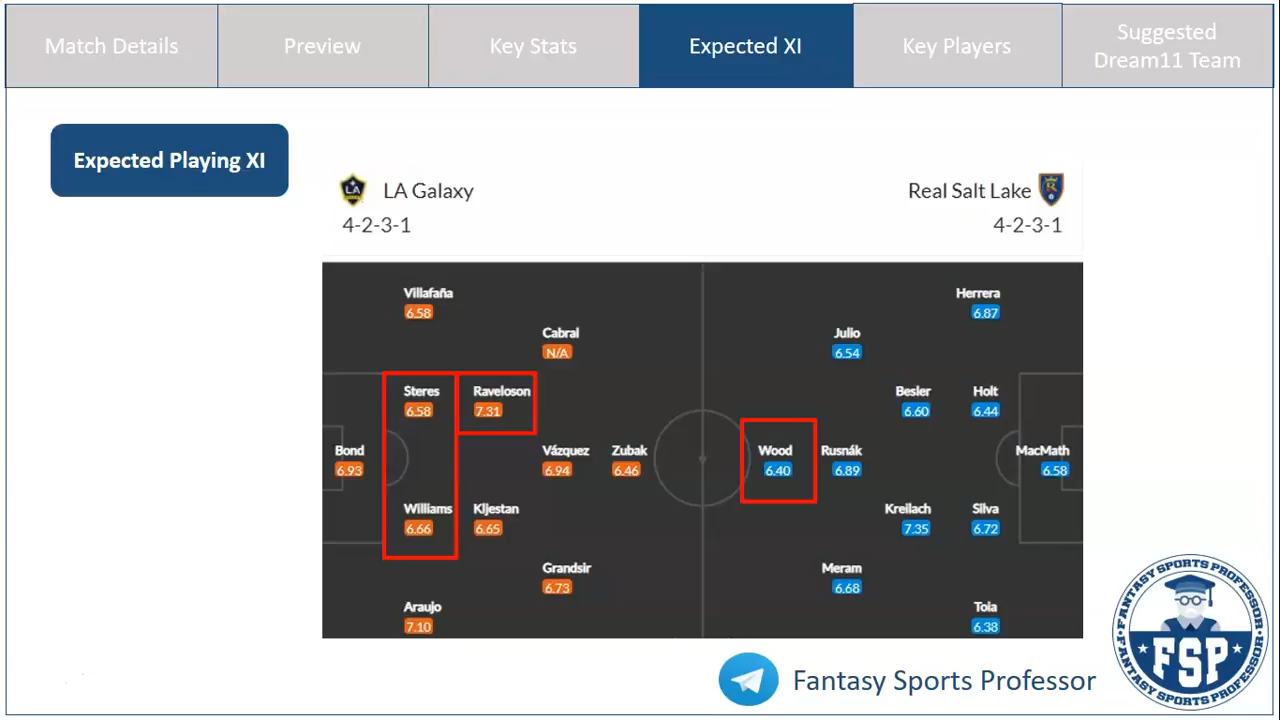 Match Details
Preview
Key Stats
Expected XI
Key Players
Suggested
Dream11 Team
Expected Playing XI
LA Galaxy
4-2-3-1
Real Salt Lake
4-2-3-1
Villafaña
6.58
Cabral
N/A
Steres
6.58
Raveloson
7.31
Bond
6.93
Vázquez
6.94
Zubak
6.46
Williams
6.66
Kljestan
6.65
Grandsir
6.73
Araujo
7.10
Herrera
6.87
Julio
6.54
Besler
6.60
Holt
6.44
Wood
6.40
Rusnák
6.89
MacMath
6.58
Kreilach
7.35
Silva
6.72
Meram
6.68
Toia
6.38
Fantasy Sports Professor
FANTASY SPORTS PROFESSOR
FANTASY SPORTS PROFESSOR
FSP
LA